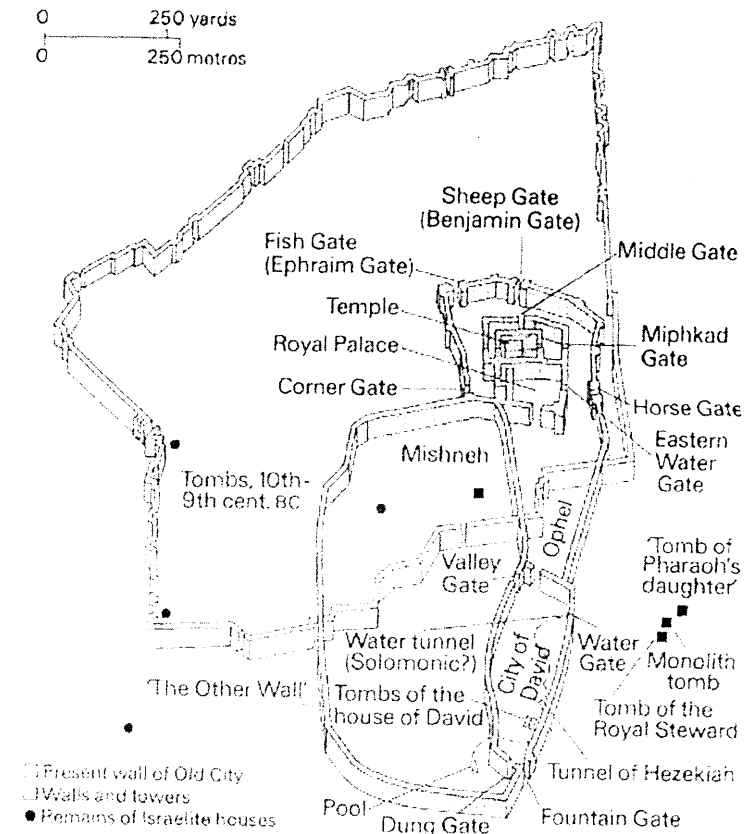 0 250 yards
0 250 metros
Sheep Gate
(Benjamin Gate)
Fish Gate
(Ephraim Gate)
Middle Gate
Temple
Royal Palace
Miphkad
Gate
Corner Gate
Horse Gate
Mishneh
Eastern
Water
Gate
Tombs, 10th-
9th cent. BC
Ophel
Valley
Gate
'Tomb of
Pharaoh's
daughter'
Water tunnel
(Solomonic?)
City of
David
Water
Gate
Monolith
tomb
'The Other Wall'
Tombs of the
house of David
Tomb of the
Royal Steward
Tunnel of Hezekiah
Present wall of Old City
Walls and towers
Remains of Israelite houses
Pool
Dung Gate
Fountain Gate